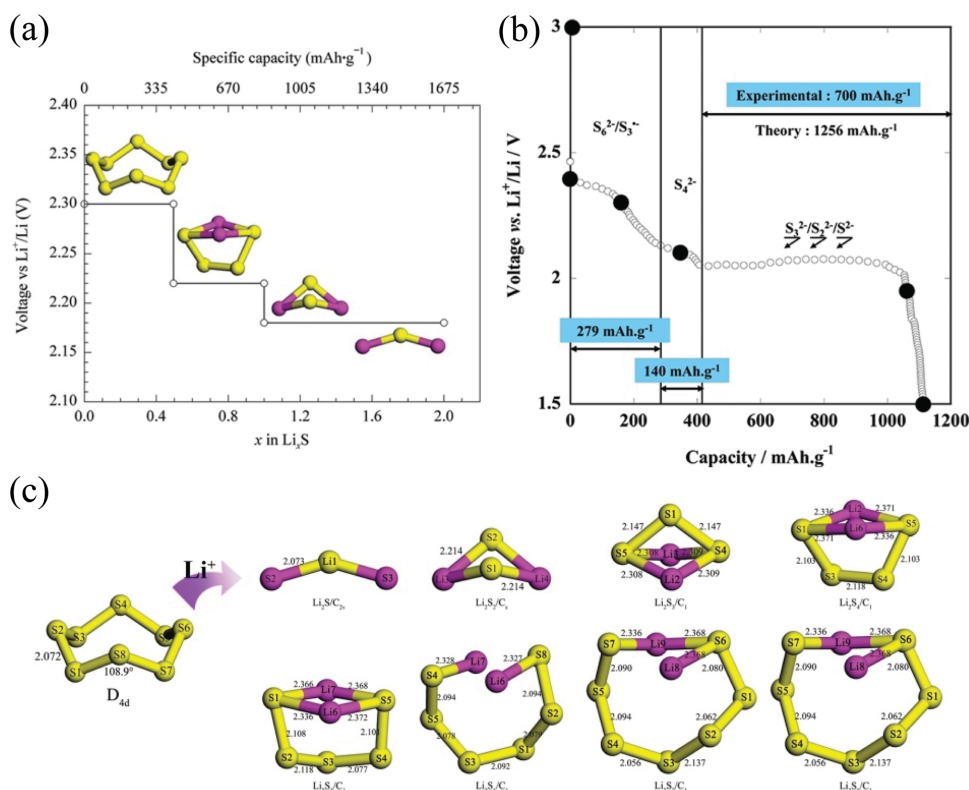 (a)
Specific capacity (mAh·g⁻¹)
0 335 670 1005 1340 1675
Voltage vs Li⁺/Li (V)
2.40
2.35
2.30
2.25
2.20
2.15
2.10
0.0 0.4 0.8 1.2 1.6 2.0
x in LiₓS
(b)
Voltage vs. Li⁺/Li / V
3
2.5
2
1.5
S₆²⁻/S₃•⁻
S₄²⁻
Experimental : 700 mAh.g⁻¹
Theory : 1256 mAh.g⁻¹
S₃²⁻/S₂²⁻/S²⁻
279 mAh.g⁻¹
140 mAh.g⁻¹
0 200 400 600 800 1000 1200
Capacity / mAh.g⁻¹
(c)
Li⁺
S4
S2 S3 S6
2.072 S8
S1 108.9° S7
D₄d
2.073 Li1
S2 S3
Li₂S/C₂ᵥ
S2
2.214
Li3 S1 Li4
2.214
S1
2.147 2.147
S5 S4
2.308 Li2 2.309
Li2
2.336 2.371
S1 S5
2.371 Li6 2.336
2.103 2.103
S3 S4
2.118
Li₂S₄/C₁
2.366 Li7 2.368
S1 S5
2.336 Li6 2.372
2.108 2.101
S2 S3 S4
2.118 2.077
2.328 Li7 2.327 S8
S4 Li6
2.094 2.094
S5 S2
2.078 2.079
S3 S1
2.092
2.336 Li9 2.368
S7 S6
2.368
2.090 Li8 2.080
S5 S1
2.094 2.062
S4 S2
2.056 S3 2.137
2.336 Li9 2.368
S7 S6
2.368
2.090 Li8 2.080
S5 S1
2.094 2.062
S4 S2
2.056 S3 2.137